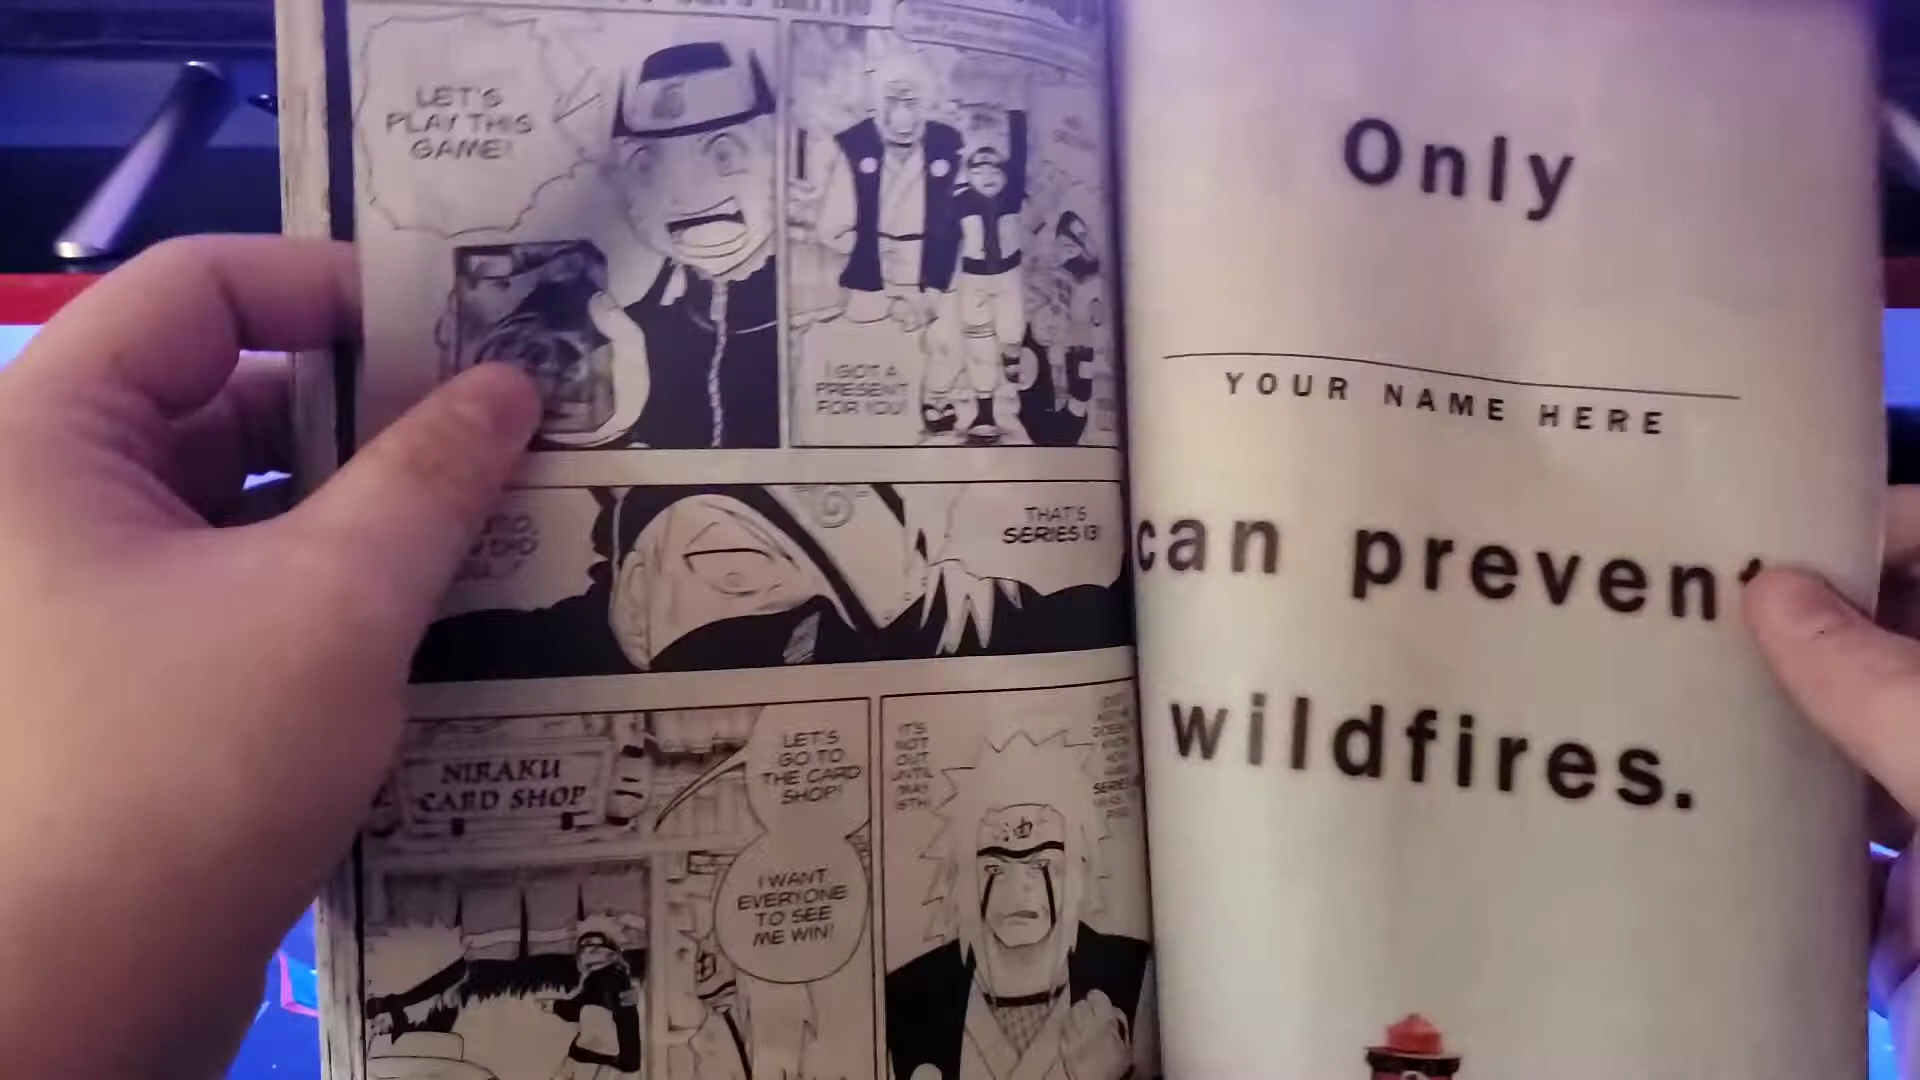 LET'S
PLAY THIS
GAME!
I GOT A
PRESENT
FOR YOU!
THAT'S
SERIES 13!
NIRAKU
CARD SHOP
LET'S
GO TO
THE CARD
SHOP!
I WANT
EVERYONE
TO SEE
ME WIN!
IT'S
NOT
OUT
UNTIL
MAY
油
Only
YOUR NAME HERE
can prevent
wildfires.